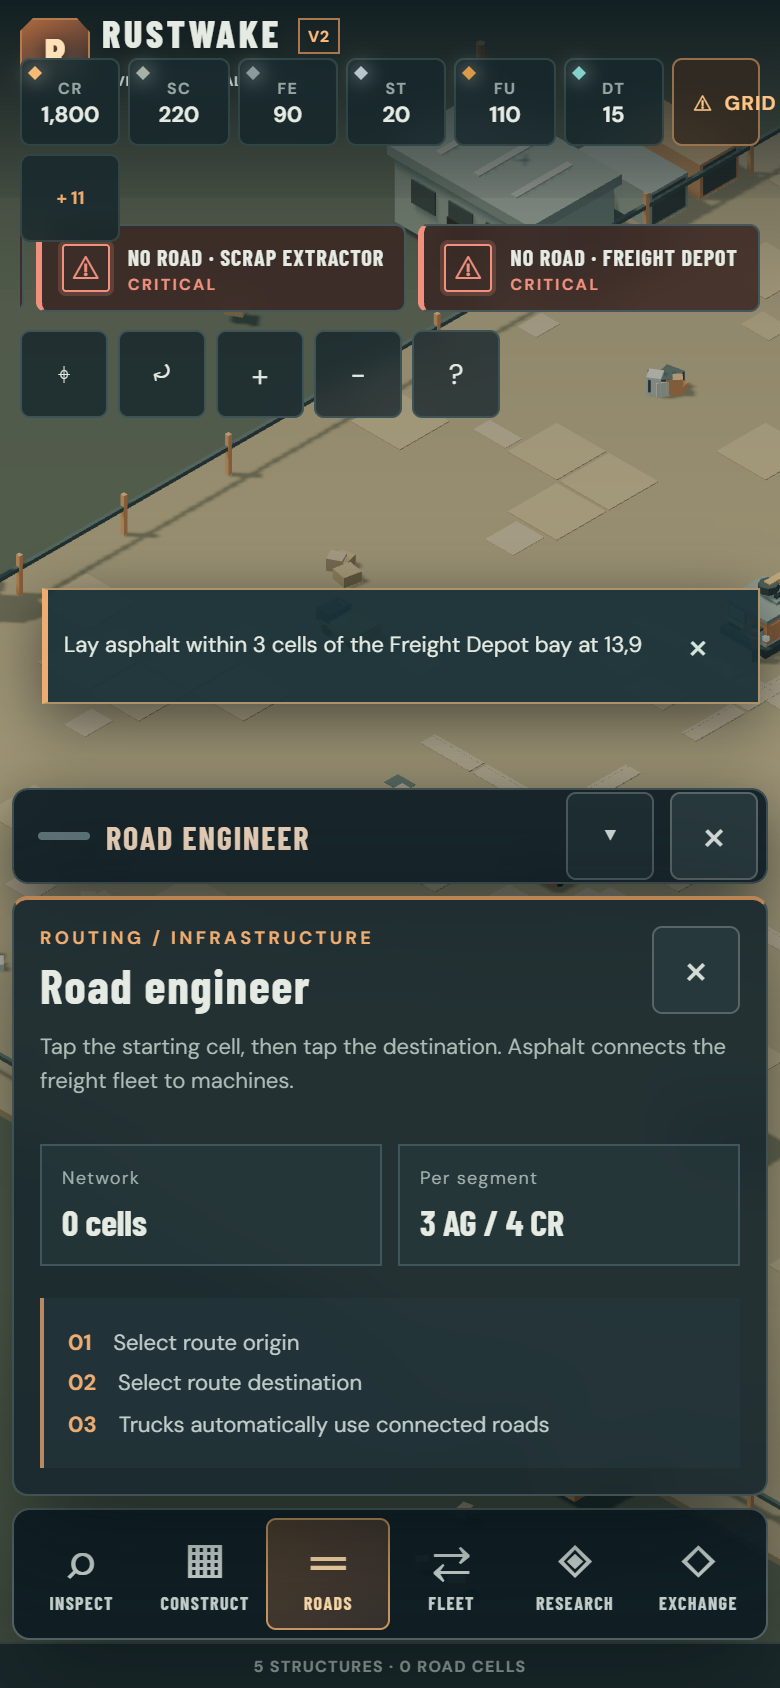 R RUSTWAKE V2
CR SC FE ST FU DT
1,800 220 90 20 110 15 GRID
+ 11
NO ROAD · SCRAP EXTRACTOR NO ROAD · FREIGHT DEPOT
CRITICAL CRITICAL
+ - ?
Lay asphalt within 3 cells of the Freight Depot bay at 13,9 ×
ROAD ENGINEER ▼ ×
ROUTING / INFRASTRUCTURE ×
Road engineer
Tap the starting cell, then tap the destination. Asphalt connects the
freight fleet to machines.
Network Per segment
0 cells 3 AG / 4 CR
01 Select route origin
02 Select route destination
03 Trucks automatically use connected roads
INSPECT CONSTRUCT ROADS FLEET RESEARCH EXCHANGE
5 STRUCTURES · 0 ROAD CELLS